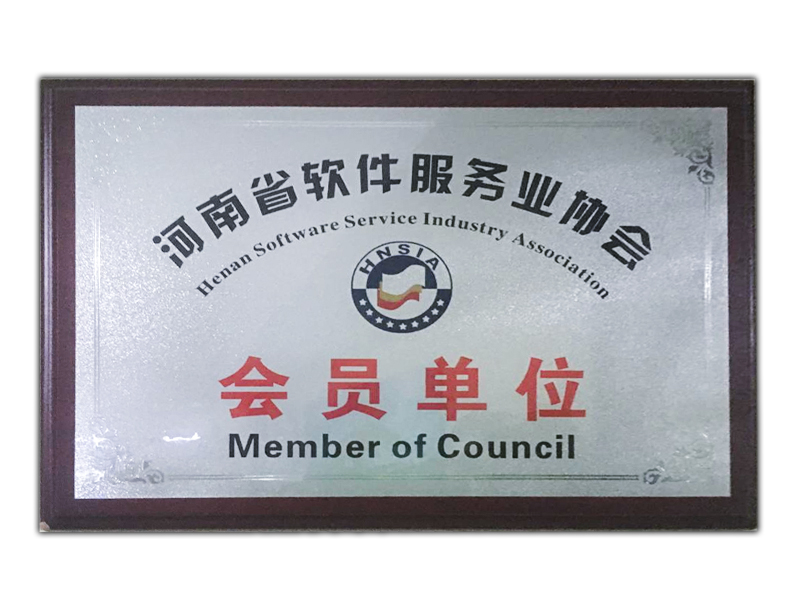 河南省软件服务业协会
Henan Software Service Industry Association
HNSIA
会员单位
Member of Council